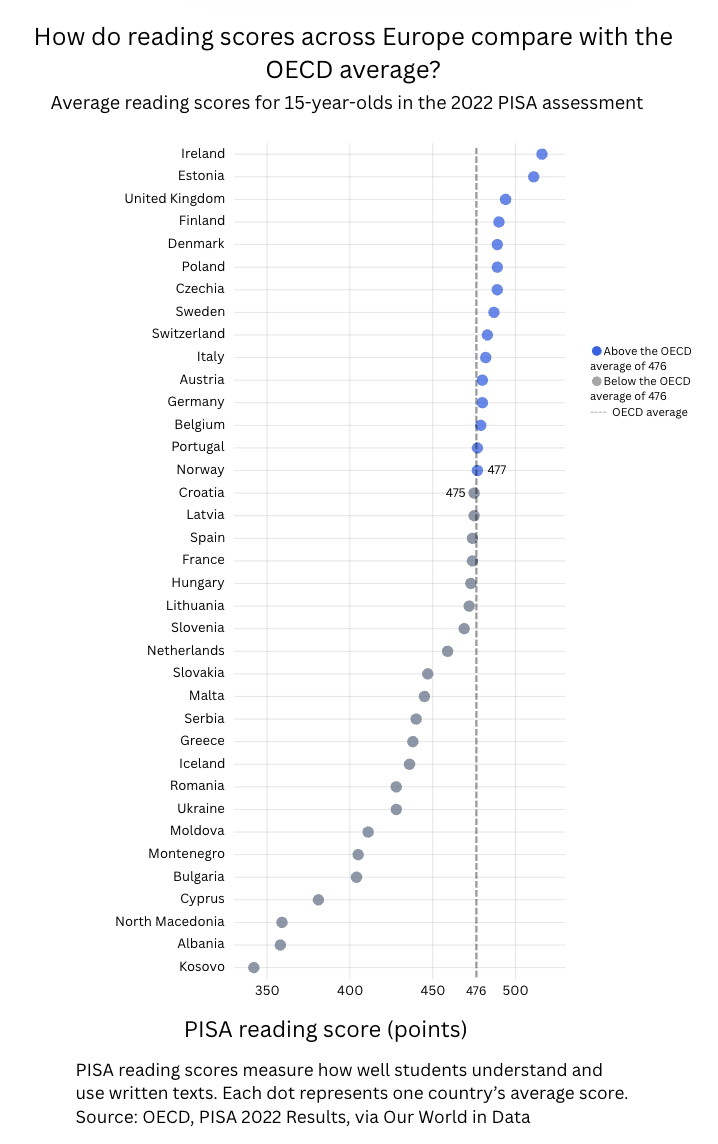 How do reading scores across Europe compare with the
OECD average?
Average reading scores for 15-year-olds in the 2022 PISA assessment
Ireland
Estonia
United Kingdom
Finland
Denmark
Poland
Czechia
Sweden
Switzerland
Italy
Austria
Germany
Belgium
Portugal
Norway 477
Croatia 475
Latvia
Spain
France
Hungary
Lithuania
Slovenia
Netherlands
Slovakia
Malta
Serbia
Greece
Iceland
Romania
Ukraine
Moldova
Montenegro
Bulgaria
Cyprus
North Macedonia
Albania
Kosovo
350 400 450 476 500
PISA reading score (points)
Above the OECD
average of 476
Below the OECD
average of 476
OECD average
PISA reading scores measure how well students understand and
use written texts. Each dot represents one country’s average score.
Source: OECD, PISA 2022 Results, via Our World in Data